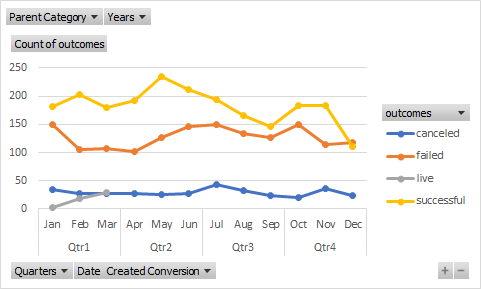 Parent Category Years
Count of outcomes
250
200
150
100
50
0
Jan Feb Mar Apr May Jun Jul Aug Sep Oct Nov Dec
Qtr1 Qtr2 Qtr3 Qtr4
outcomes
canceled
failed
live
successful
Quarters Date Created Conversion